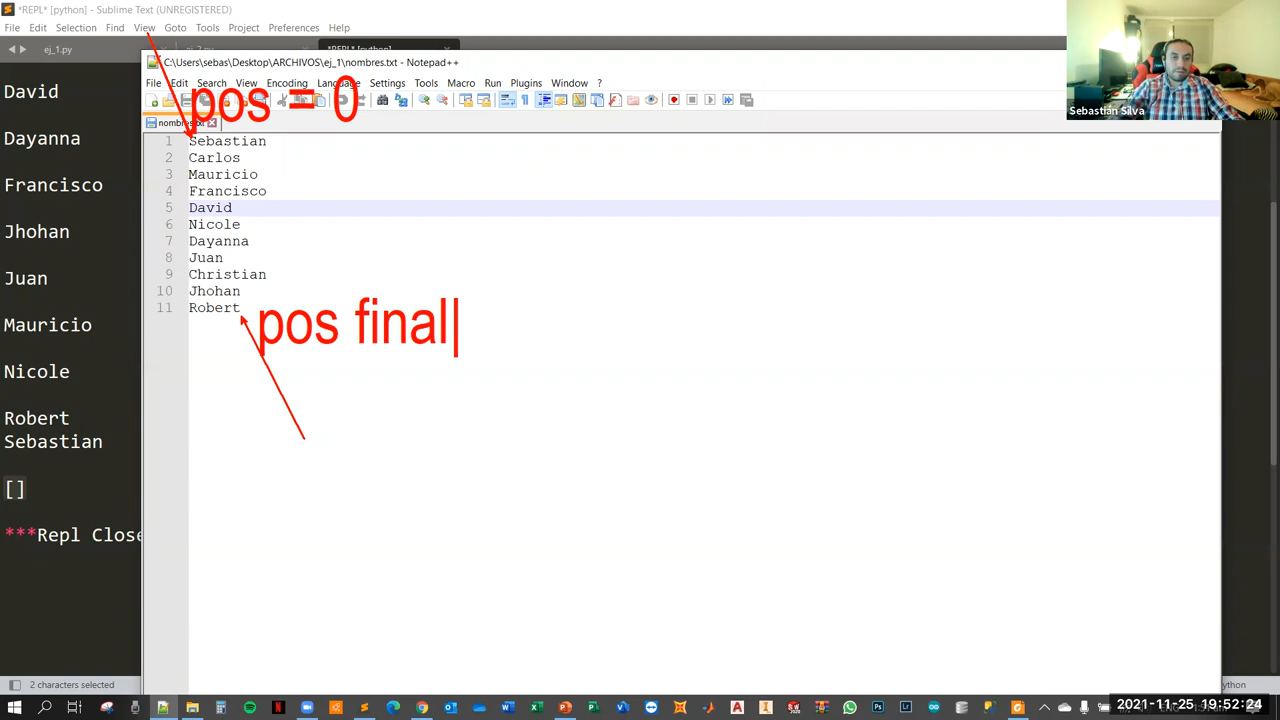 *REPL* [python] - Sublime Text (UNREGISTERED)
File Edit Selection Find View Goto Tools Project Preferences Help
ej_1.py
*REPL* [python]
David
Dayanna
Francisco
Jhohan
Juan
Mauricio
Nicole
Robert
Sebastian
[]
***Repl Close
C:\Users\sebas\Desktop\ARCHIVOS\ej_1\nombres.txt - Notepad++
File Edit Search View Encoding Language Settings Tools Macro Run Plugins Window ?
pos = 0
1 Sebastian
2 Carlos
3 Mauricio
4 Francisco
5 David
6 Nicole
7 Dayanna
8 Juan
9 Christian
10 Jhohan
11 Robert
pos final
Sebastián Silva
2 characters selected
ython
2021-11-25 19:52:24